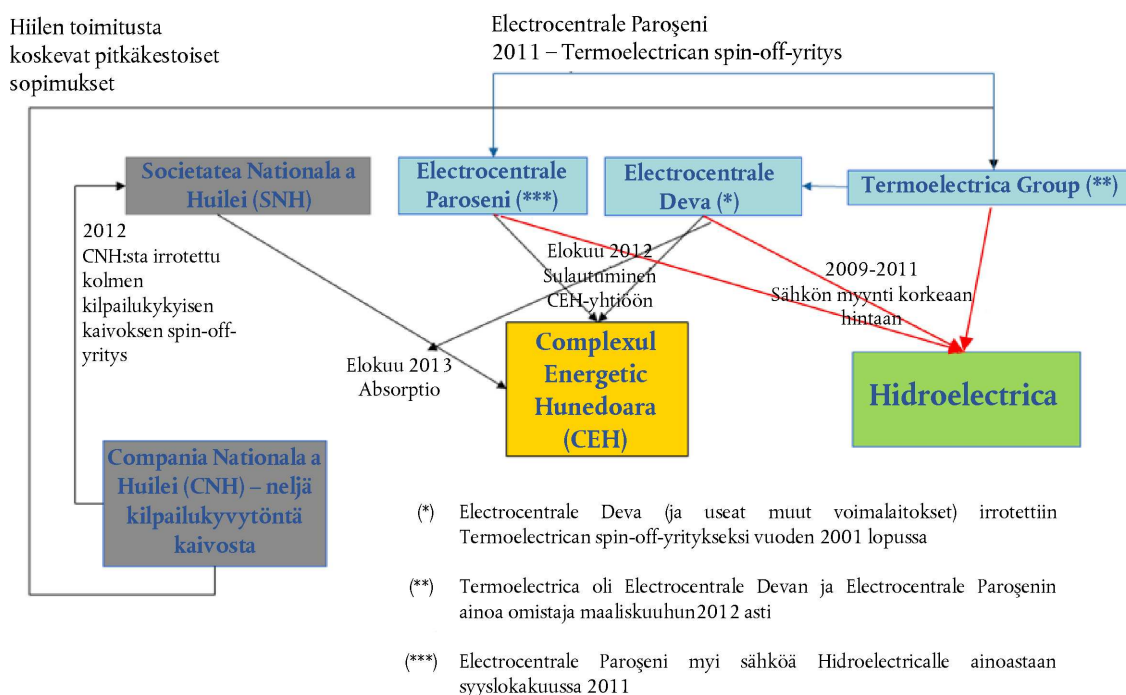 Hiilen toimitusta
koskevat pitkäkestoiset
sopimukset
Electrocentrale Paroşeni
2011 – Termoelectrican spin-off-yritys
Societatea Nationala a
Huilei (SNH)
Electrocentrale
Paroseni (***)
Electrocentrale
Deva (*)
Termoelectrica Group (**)
2012
CNH:sta irrotettu
kolmen
kilpailukykyisen
kaivoksen spin-off-
yritys
Elokuu 2012
Sulautuminen
CEH-yhtiöön
2009-2011
Sähkön myynti korkeaan
hintaan
Elokuu 2013
Absorptio
Complexul
Energetic
Hunedoara
(CEH)
Hidroelectrica
Compania Nationala a
Huilei (CNH) – neljä
kilpailukyvytöntä
kaivosta
(*) Electrocentrale Deva (ja useat muut voimalaitokset) irrotettiin
Termoelectrican spin-off-yritykseksi vuoden 2001 lopussa
(**) Termoelectrica oli Electrocentrale Devan ja Electrocentrale Paroşenin
ainoa omistaja maaliskuuhun2012 asti
(***) Electrocentrale Paroşeni myi sähköä Hidroelectricalle ainoastaan
syyslokakuussa 2011